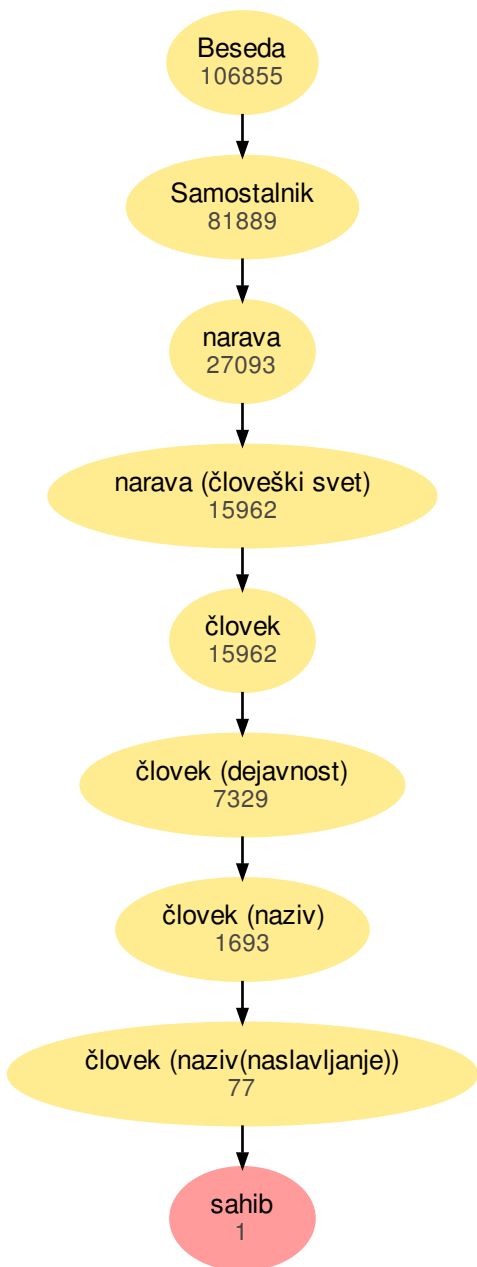 Beseda
106855
Samostalnik
81889
narava
27093
narava (človeški svet)
15962
človek
15962
človek (dejavnost)
7329
človek (naziv)
1693
človek (naziv(naslavljanje))
77
sahib
1